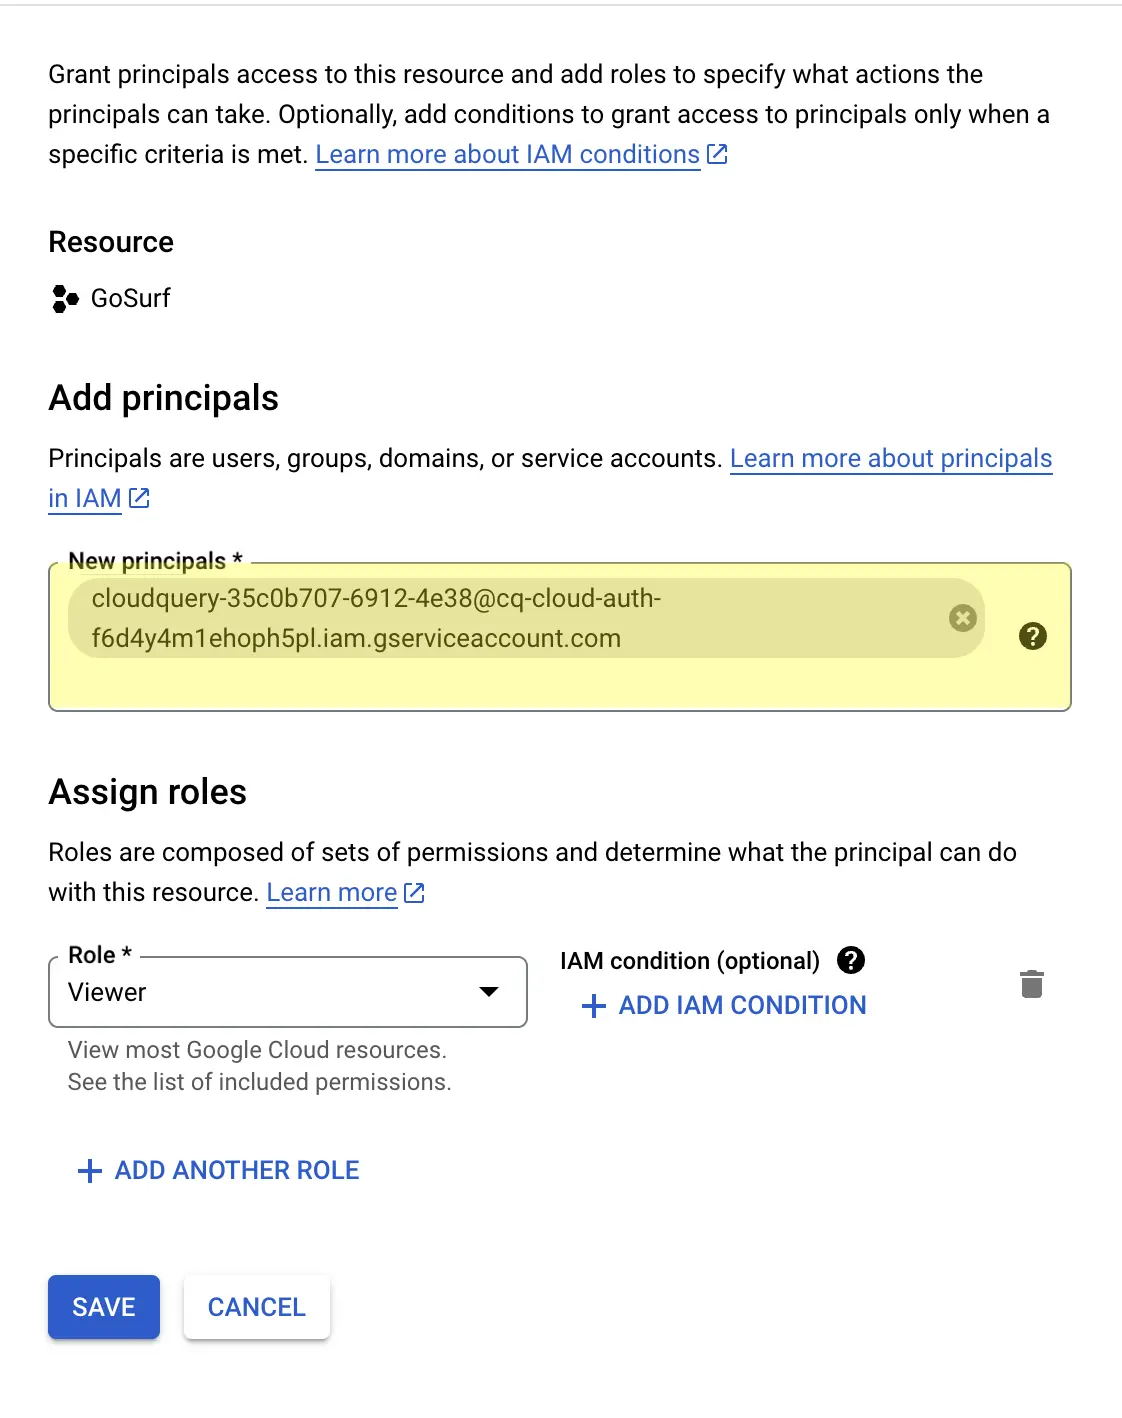 Grant principals access to this resource and add roles to specify what actions the
principals can take. Optionally, add conditions to grant access to principals only when a
specific criteria is met. Learn more about IAM conditions
Resource
GoSurf
Add principals
Principals are users, groups, domains, or service accounts. Learn more about principals
in IAM
New principals *
cloudquery-35c0b707-6912-4e38@cq-cloud-auth-
f6d4y4m1ehoph5pl.iam.gserviceaccount.com
Assign roles
Roles are composed of sets of permissions and determine what the principal can do
with this resource. Learn more
Role *
Viewer
IAM condition (optional)
ADD IAM CONDITION
View most Google Cloud resources.
See the list of included permissions.
ADD ANOTHER ROLE
SAVE
CANCEL